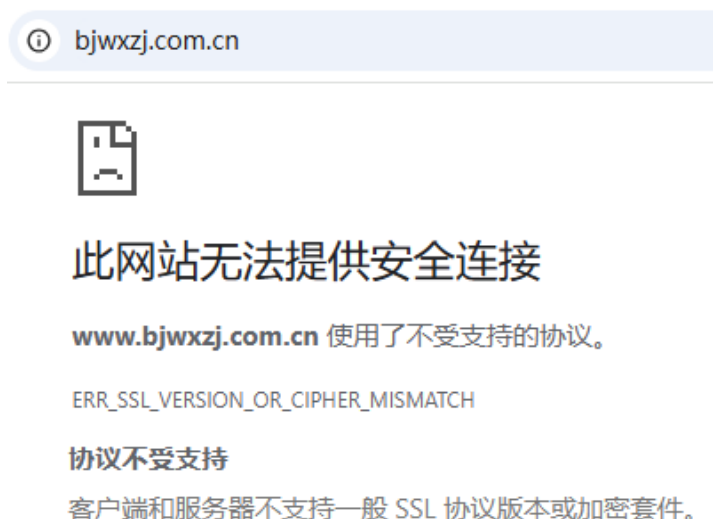 bjwxzj.com.cn
此网站无法提供安全连接
www.bjwxzj.com.cn 使用了不受支持的协议。
ERR_SSL_VERSION_OR_CIPHER_MISMATCH
协议不受支持
客户端和服务器不支持一般 SSL 协议版本或加密套件。